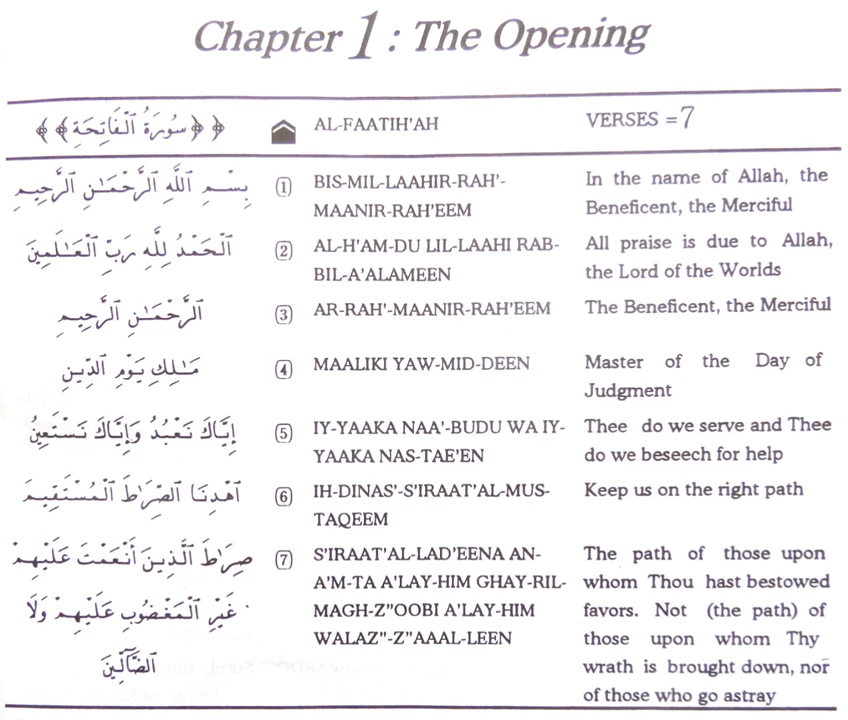 Chapter 1 : The Opening
﴿﴿ سُورَةُ ٱلْفَاتِحَةِ ﴾﴾ AL-FAATIH'AH VERSES =7
بِسْمِ ٱللَّهِ ٱلرَّحْمَٰنِ ٱلرَّحِيمِ ① BIS-MIL-LAAHIR-RAH'- In the name of Allah, the
MAANIR-RAH'EEM Beneficent, the Merciful
ٱلْحَمْدُ لِلَّهِ رَبِّ ٱلْعَٰلَمِينَ ② AL-H'AM-DU LIL-LAAHI RAB- All praise is due to Allah,
BIL-A'ALAMEEN the Lord of the Worlds
ٱلرَّحْمَٰنِ ٱلرَّحِيمِ ③ AR-RAH'-MAANIR-RAH'EEM The Beneficent, the Merciful
مَٰلِكِ يَوْمِ ٱلدِّينِ ④ MAALIKI YAW-MID-DEEN Master of the Day of
Judgment
إِيَّاكَ نَعْبُدُ وَإِيَّاكَ نَسْتَعِينُ ⑤ IY-YAAKA NAA'-BUDU WA IY- Thee do we serve and Thee
YAAKA NAS-TAE'EN do we beseech for help
ٱهْدِنَا ٱلصِّرَٰطَ ٱلْمُسْتَقِيمَ ⑥ IH-DINAS'-S'IRAAT'AL-MUS- Keep us on the right path
TAQEEM
صِرَٰطَ ٱلَّذِينَ أَنْعَمْتَ عَلَيْهِمْ ⑦ S'IRAAT'AL-LAD'EENA AN- The path of those upon
A'M-TA A'LAY-HIM GHAY-RIL- whom Thou hast bestowed
غَيْرِ ٱلْمَغْضُوبِ عَلَيْهِمْ وَلَا MAGH-Z"OOBI A'LAY-HIM favors. Not (the path) of
WALAZ"-Z"AAAL-LEEN those upon whom Thy
ٱلضَّآلِّينَ wrath is brought down, nor
of those who go astray